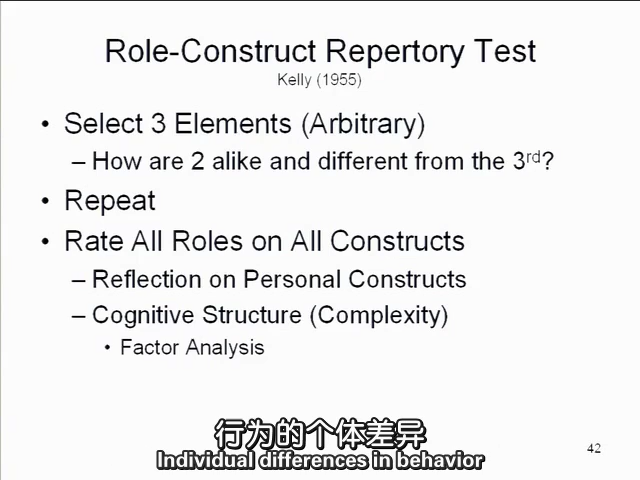 Role-Construct Repertory Test
Kelly (1955)
• Select 3 Elements (Arbitrary)
– How are 2 alike and different from the 3rd?
• Repeat
• Rate All Roles on All Constructs
– Reflection on Personal Constructs
– Cognitive Structure (Complexity)
• Factor Analysis
行为的个体差异
Individual differences in behavior
42